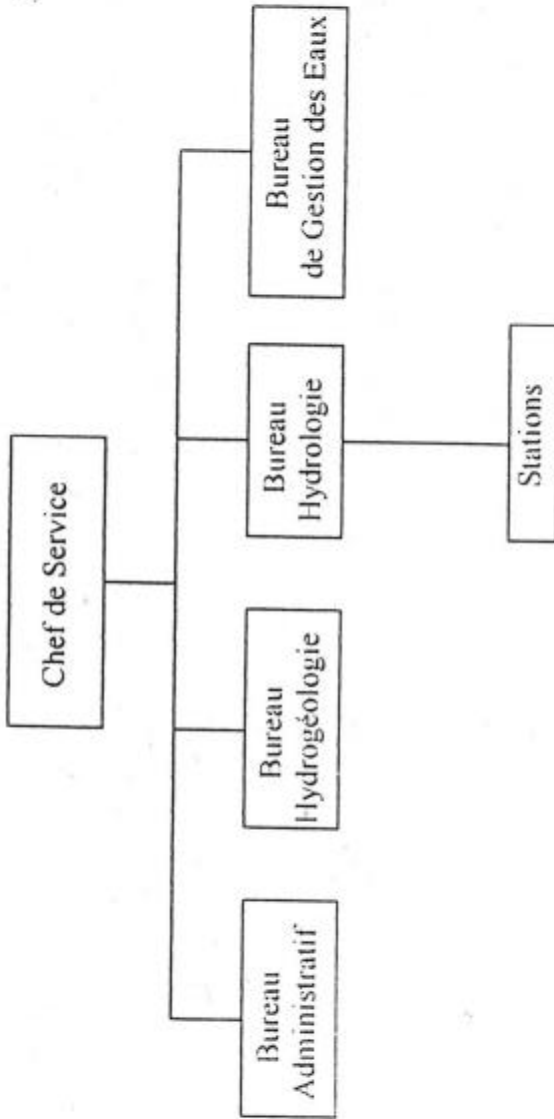 Chef de Service
Bureau
Administratif
Bureau
Hydrogéologie
Bureau
Hydrologie
Bureau
de Gestion des Eaux
Stations